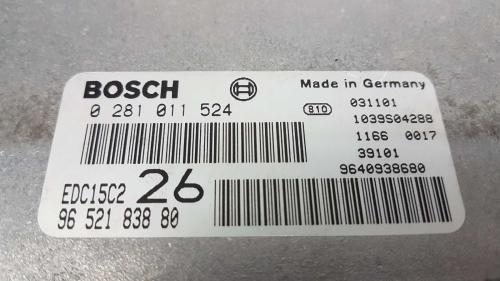 BOSCH
0 281 011 524
EDC15C2 26
96 521 838 80
Made in Germany
810 031101
1039S04288
1166 0017
39101
9640938680